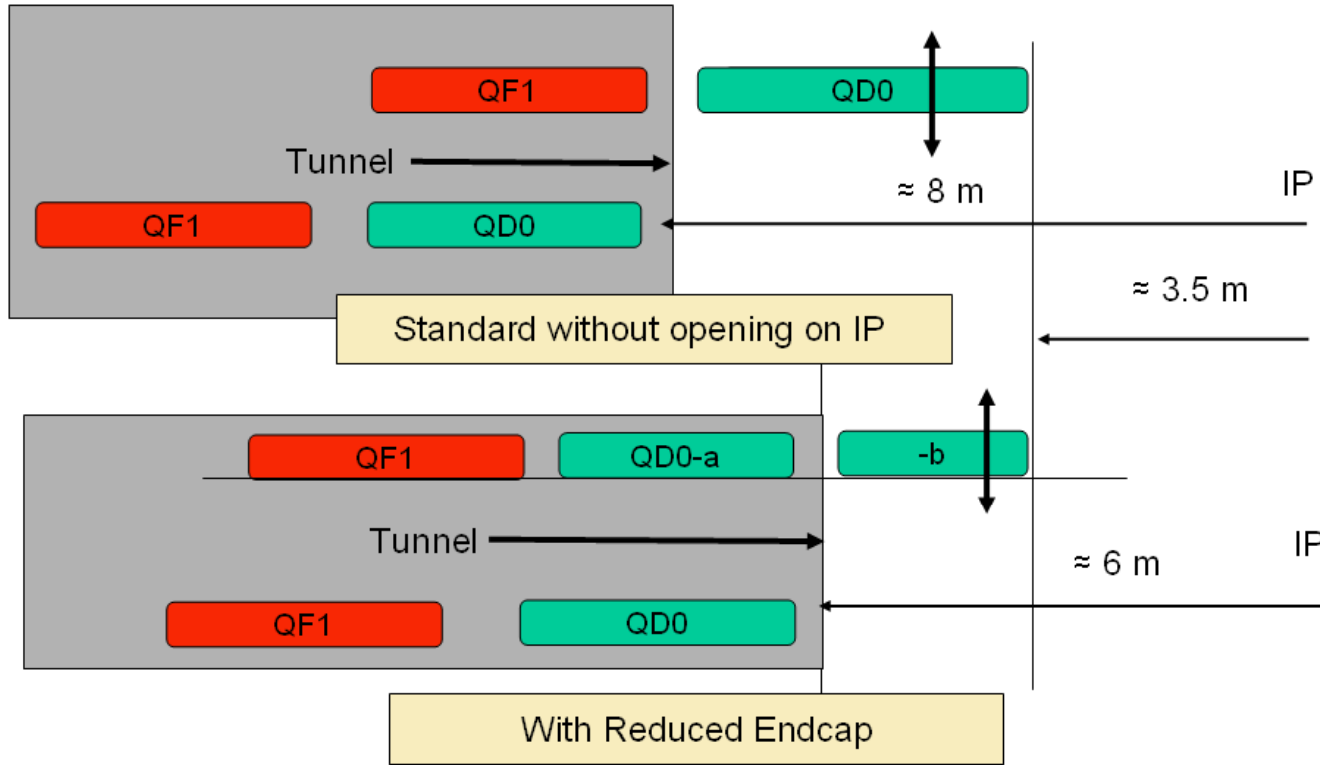 QF1
QD0
Tunnel
≈ 8 m
IP
QF1
QD0
≈ 3.5 m
Standard without opening on IP
QF1
QD0-a
-b
Tunnel
IP
≈ 6 m
QF1
QD0
With Reduced Endcap